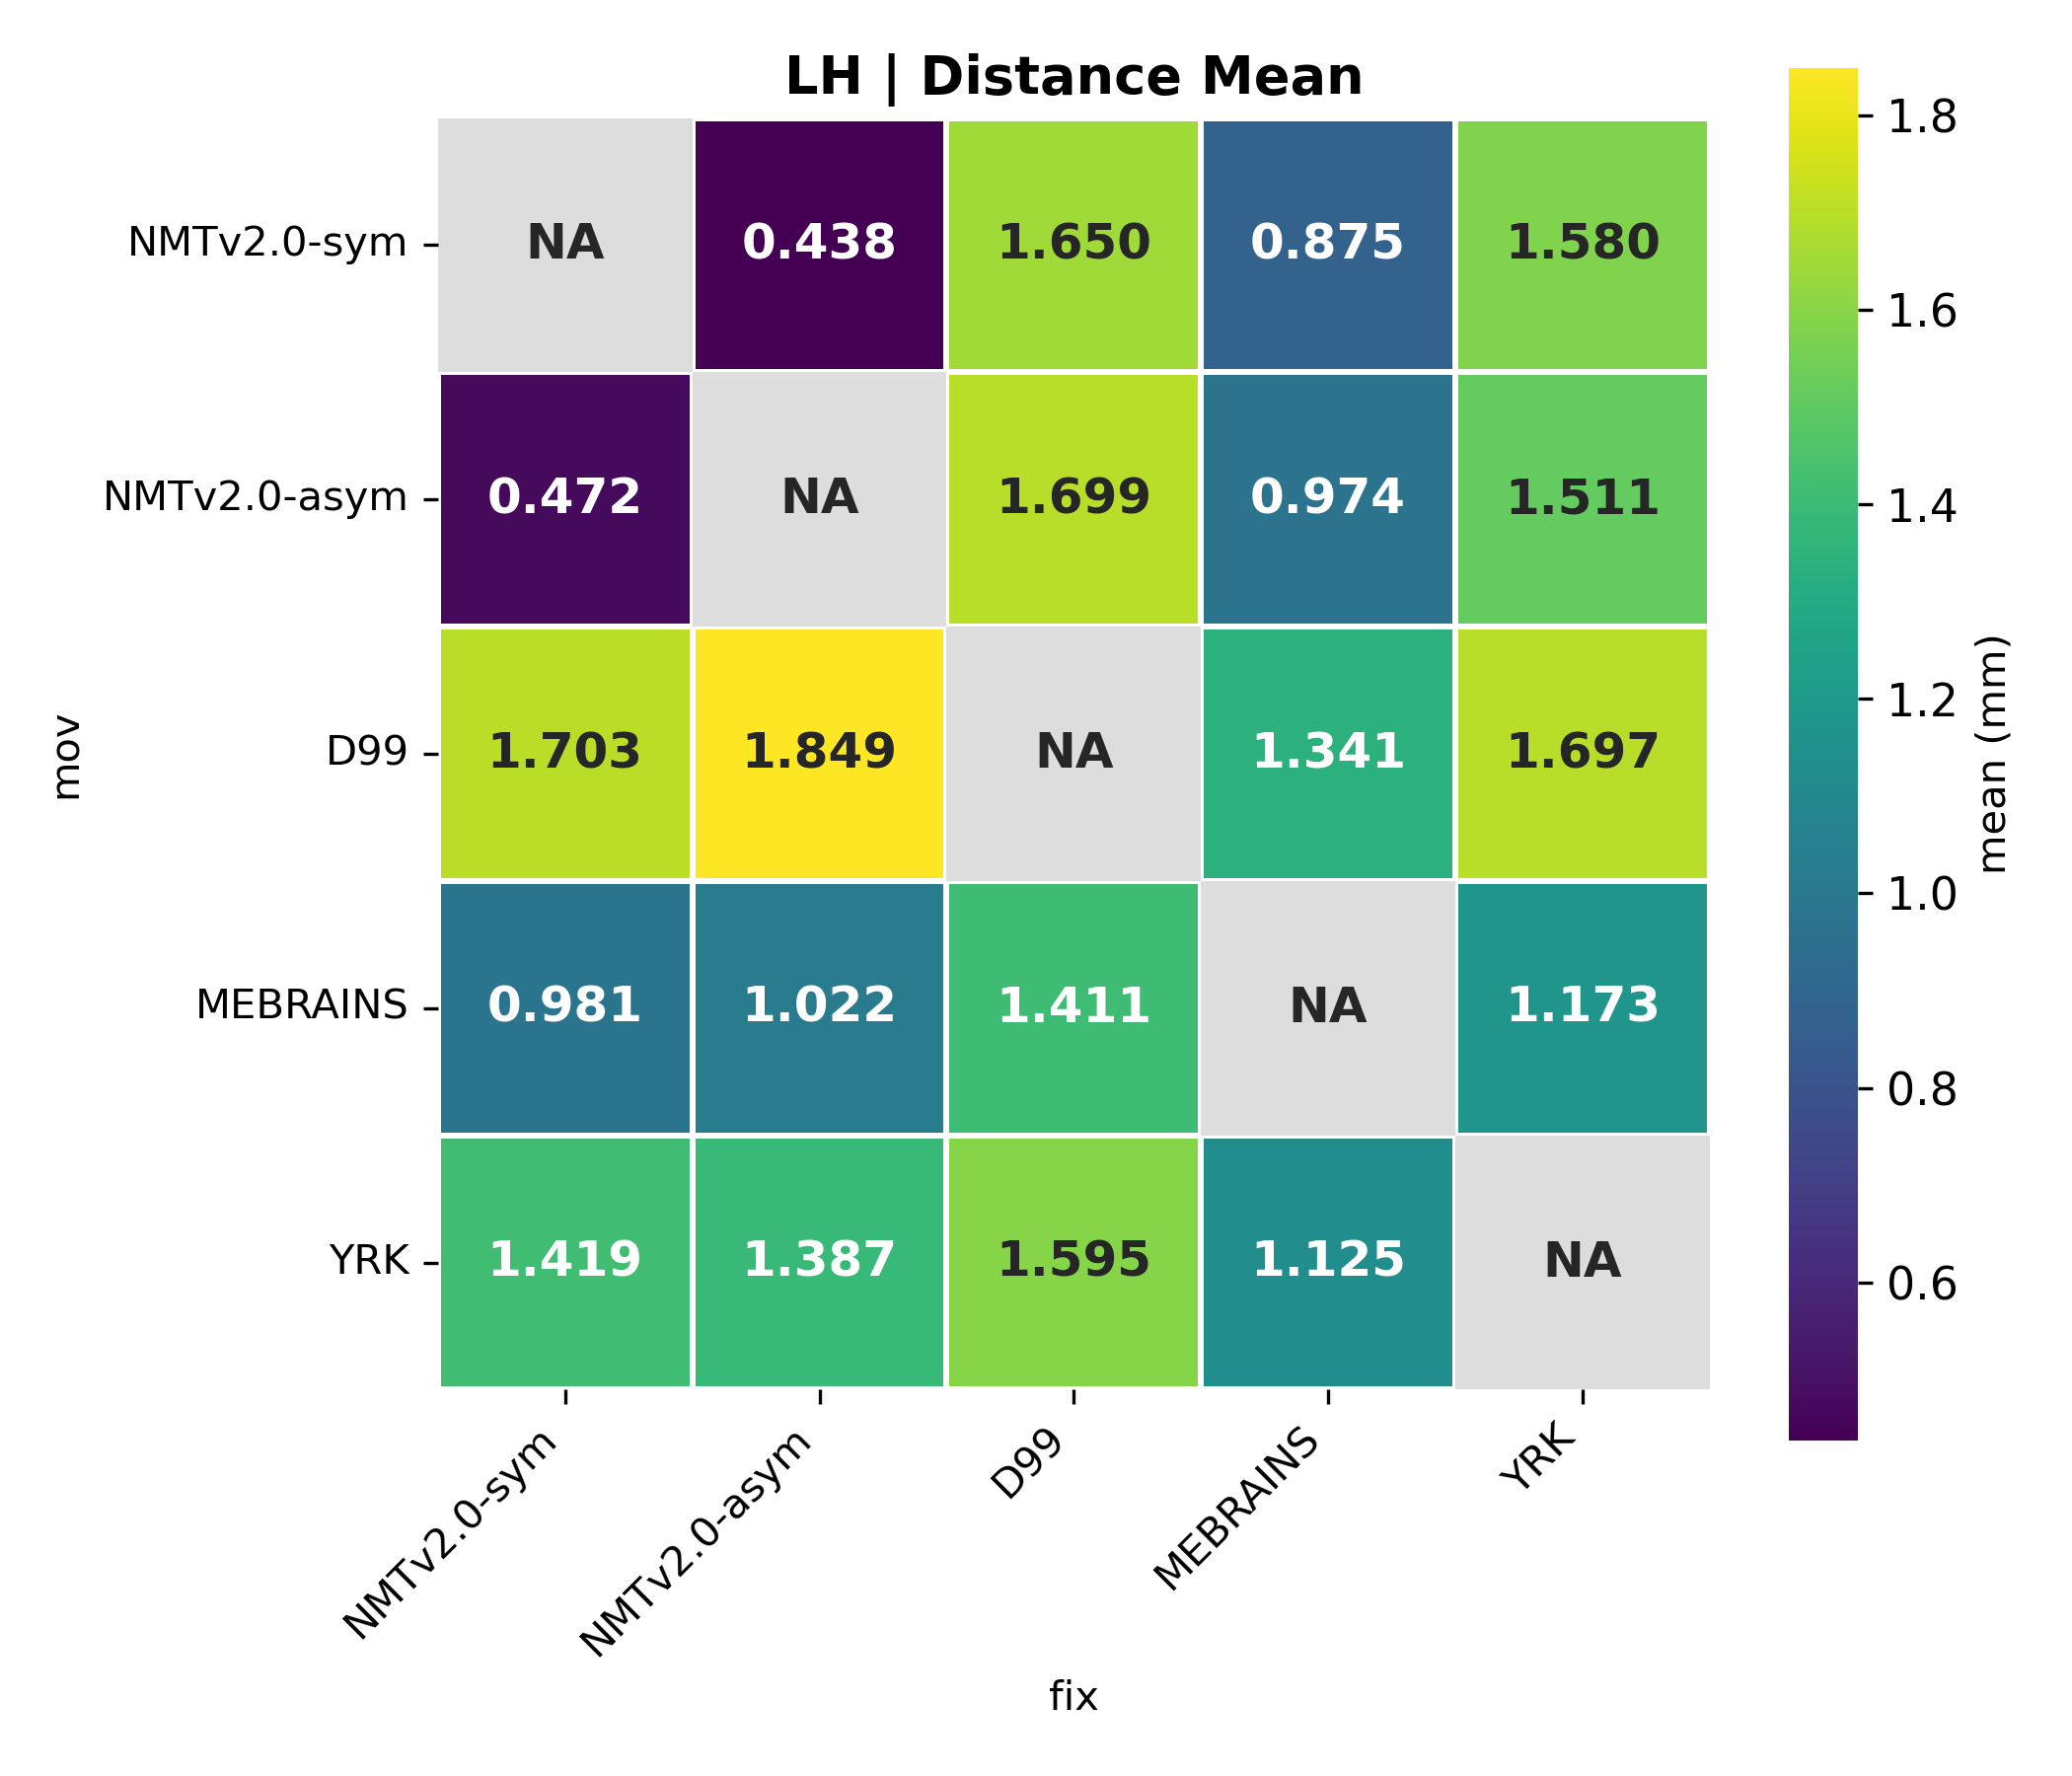 LH | Distance Mean
NMTv2.0-sym
NA 0.438 1.650 0.875 1.580
NMTv2.0-asym
0.472 NA 1.699 0.974 1.511
D99
1.703 1.849 NA 1.341 1.697
MEBRAINS
0.981 1.022 1.411 NA 1.173
YRK
1.419 1.387 1.595 1.125 NA
mov
NMTv2.0-sym
NMTv2.0-asym
D99
MEBRAINS
YRK
fix
1.8
1.6
1.4
1.2
1.0
0.8
0.6
mean (mm)